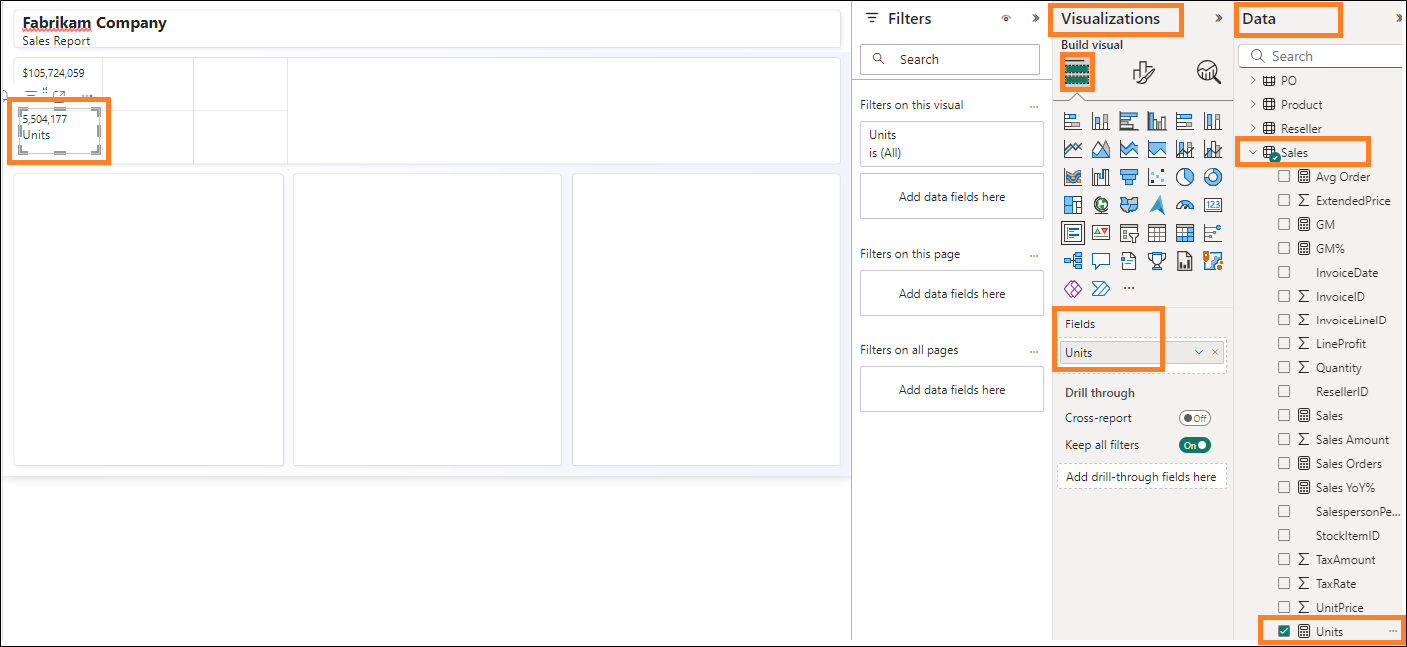 Fabrikam Company
Sales Report
$105,724,059
5,504,177
Units
Filters
Search
Filters on this visual
...
Units
is (All)
Add data fields here
Filters on this page
...
Add data fields here
Filters on all pages
...
Add data fields here
Visualizations
Build visual
123
...
Fields
Units
Drill through
Cross-report
Off
Keep all filters
On
Add drill-through fields here
Data
Search
PO
Product
Reseller
Sales
Avg Order
ExtendedPrice
GM
GM%
InvoiceDate
InvoiceID
InvoiceLineID
LineProfit
Quantity
ResellerID
Sales
Sales Amount
Sales Orders
Sales YoY%
SalespersonPe...
StockItemID
TaxAmount
TaxRate
UnitPrice
Units
...